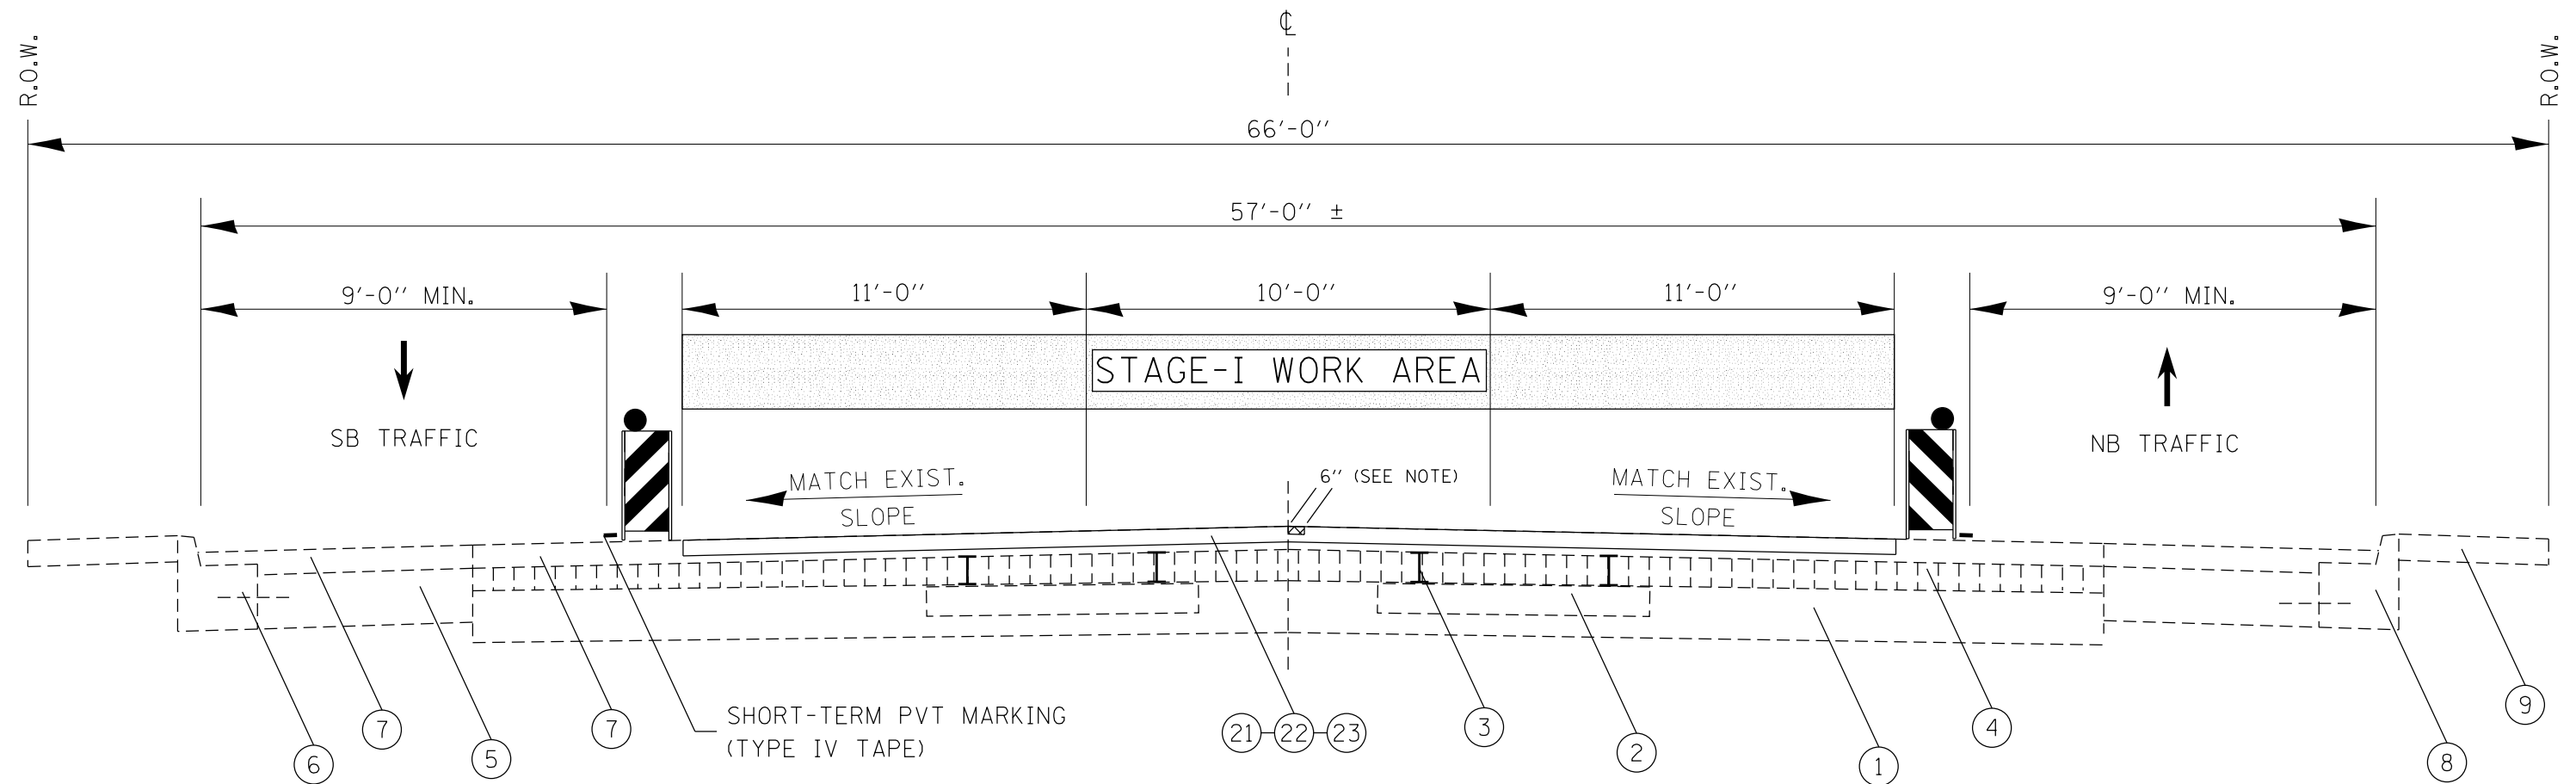 ℄
R.O.W.
R.O.W.
66'-0"
57'-0" ±
9'-0" MIN.
11'-0"
10'-0"
11'-0"
9'-0" MIN.
STAGE-I WORK AREA
SB TRAFFIC
NB TRAFFIC
MATCH EXIST.
SLOPE
6" (SEE NOTE)
MATCH EXIST.
SLOPE
SHORT-TERM PVT MARKING
(TYPE IV TAPE)
6
7
5
7
21
22
23
3
2
1
4
8
9